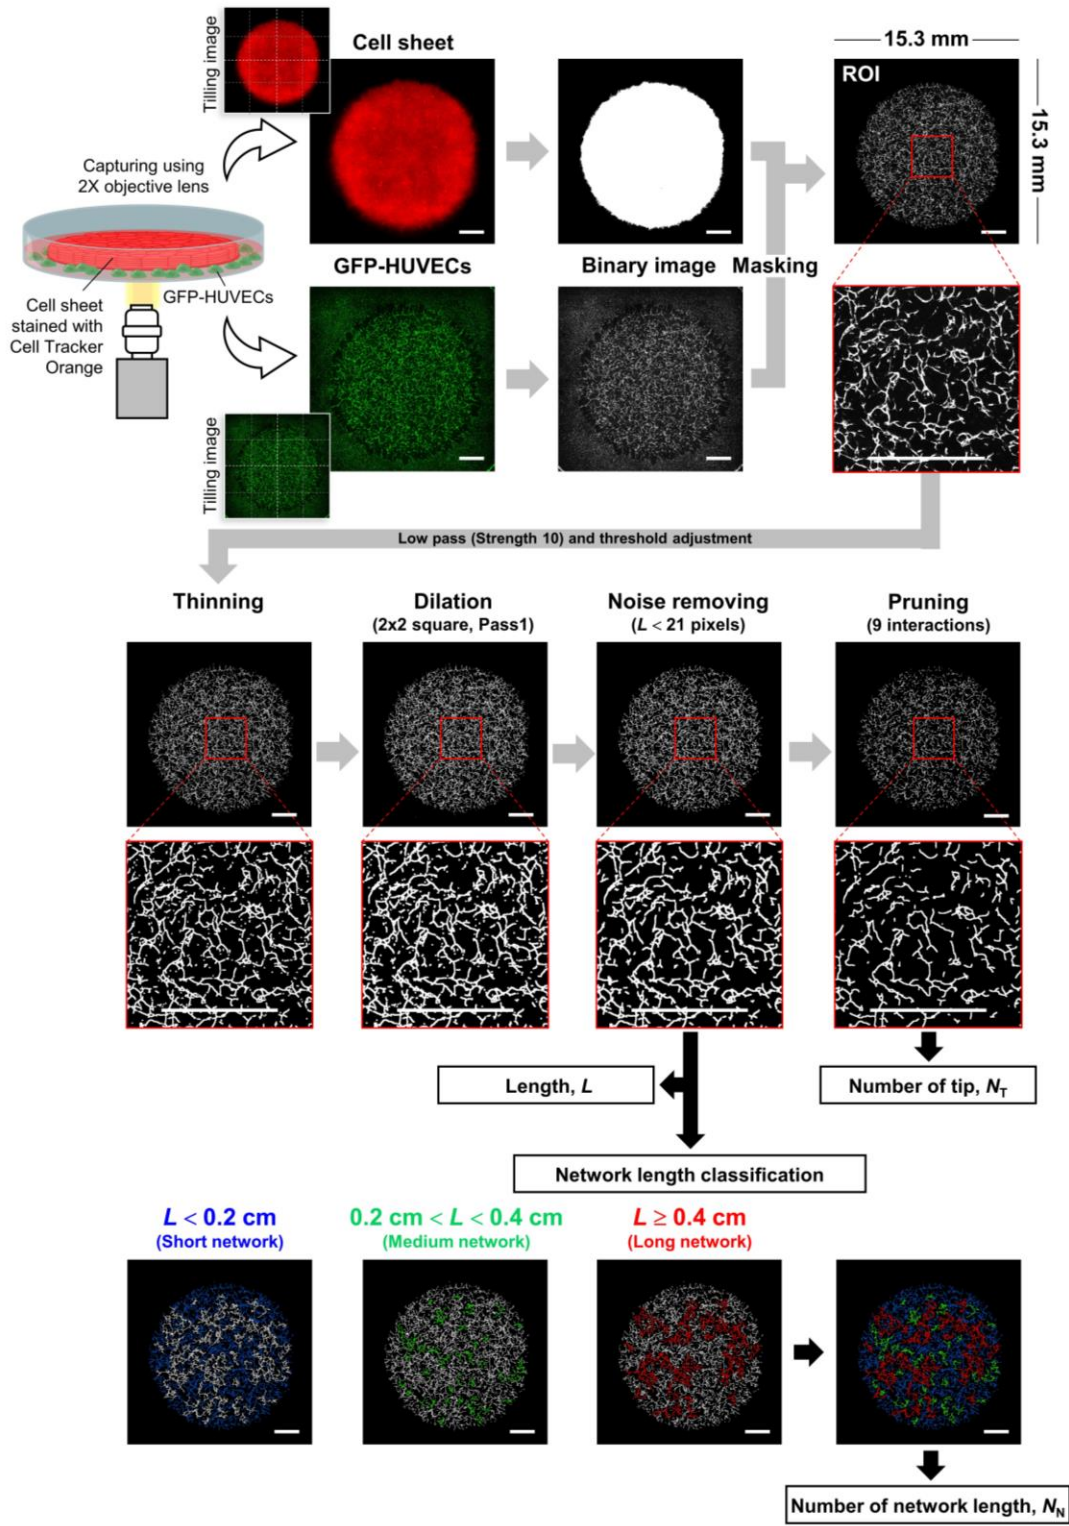 Tilling image
Cell sheet
15.3 mm
ROI
15.3 mm
Capturing using
2X objective lens
GFP-HUVECs
Cell sheet
stained with
Cell Tracker
Orange
GFP-HUVECs
Binary image
Masking
Tilling image
Low pass (Strength 10) and threshold adjustment
Thinning
Dilation
(2x2 square, Pass1)
Noise removing
(L < 21 pixels)
Pruning
(9 interactions)
Length, L
Number of tip, NT
Network length classification
L < 0.2 cm
(Short network)
0.2 cm < L < 0.4 cm
(Medium network)
L ≥ 0.4 cm
(Long network)
Number of network length, NN